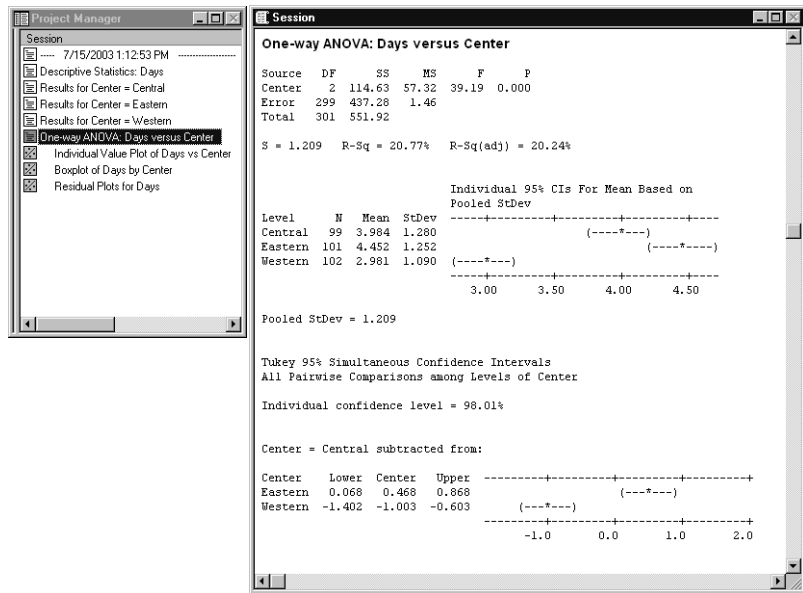 Project Manager
Session
----- 7/15/2003 1:12:53 PM --------------------
Descriptive Statistics: Days
Results for Center = Central
Results for Center = Eastern
Results for Center = Western
One-way ANOVA: Days versus Center
Individual Value Plot of Days vs Center
Boxplot of Days by Center
Residual Plots for Days
Session
One-way ANOVA: Days versus Center
Source DF SS MS F P
Center 2 114.63 57.32 39.19 0.000
Error 299 437.28 1.46
Total 301 551.92
S = 1.209 R-Sq = 20.77% R-Sq(adj) = 20.24%
Individual 95% CIs For Mean Based on
Pooled StDev
Level N Mean StDev -----+---------+---------+---------+----
Central 99 3.984 1.280 (----*---)
Eastern 101 4.452 1.252 (----*----)
Western 102 2.981 1.090 (----*---)
-----+---------+---------+---------+----
3.00 3.50 4.00 4.50
Pooled StDev = 1.209
Tukey 95% Simultaneous Confidence Intervals
All Pairwise Comparisons among Levels of Center
Individual confidence level = 98.01%
Center = Central subtracted from:
Center Lower Center Upper ---------+---------+---------+---------+
Eastern 0.068 0.468 0.868 (---*---)
Western -1.402 -1.003 -0.603 (---*---)
---------+---------+---------+---------+
-1.0 0.0 1.0 2.0